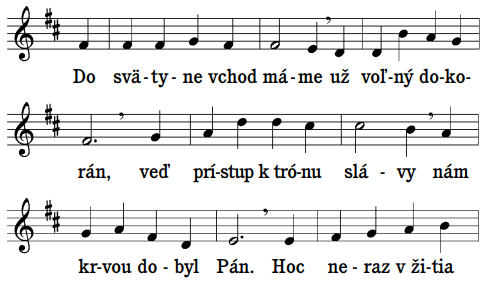 Do svä-ty-ne vchod má-me už voľ-ný do-ko-
rán, veď prí-stup k tró-nu slá-vy nám
kr-vou do-byl Pán. Hoc ne-raz v ži-tia